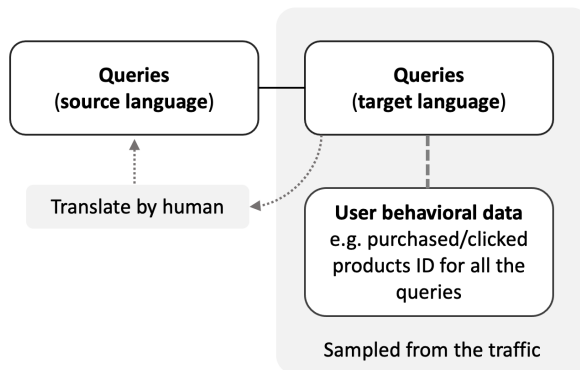 Queries
(source language)
Queries
(target language)
Translate by human
User behavioral data
e.g. purchased/clicked
products ID for all the
queries
Sampled from the traffic